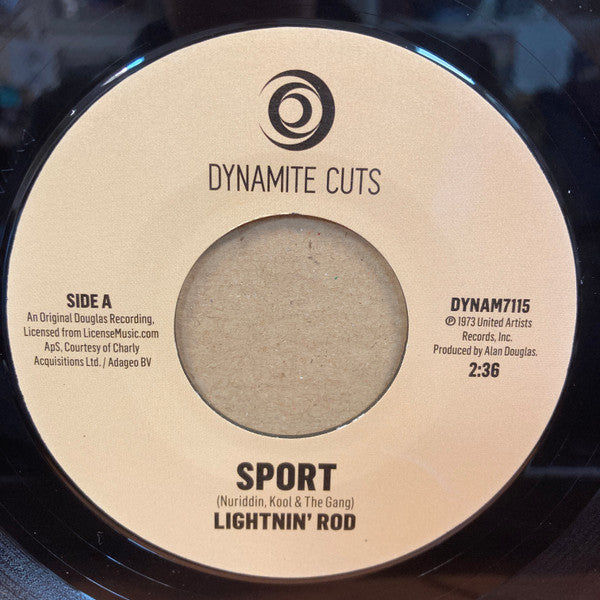 DYNAMITE CUTS
SIDE A
An Original Douglas Recording,
Licensed from LicenseMusic.com
ApS, Courtesy of Charly
Acquisitions Ltd. / Adageo BV
DYNAM7115
℗ 1973 United Artists
Records, Inc.
Produced by Alan Douglas.
2:36
SPORT
(Nuriddin, Kool & The Gang)
LIGHTNIN' ROD